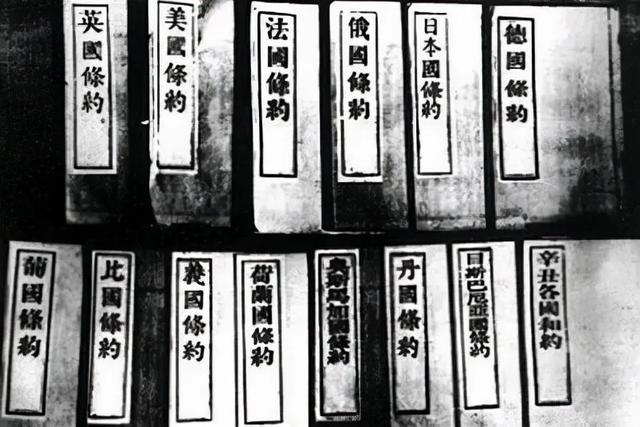 英國條約
美國條約
法國條約
俄國條約
日本國條約
德國條約
葡國條約
比國條約
義國條約
荷蘭國條約
奧斯馬加國條約
丹國條約
日斯巴尼亞國條約
辛丑各國和約